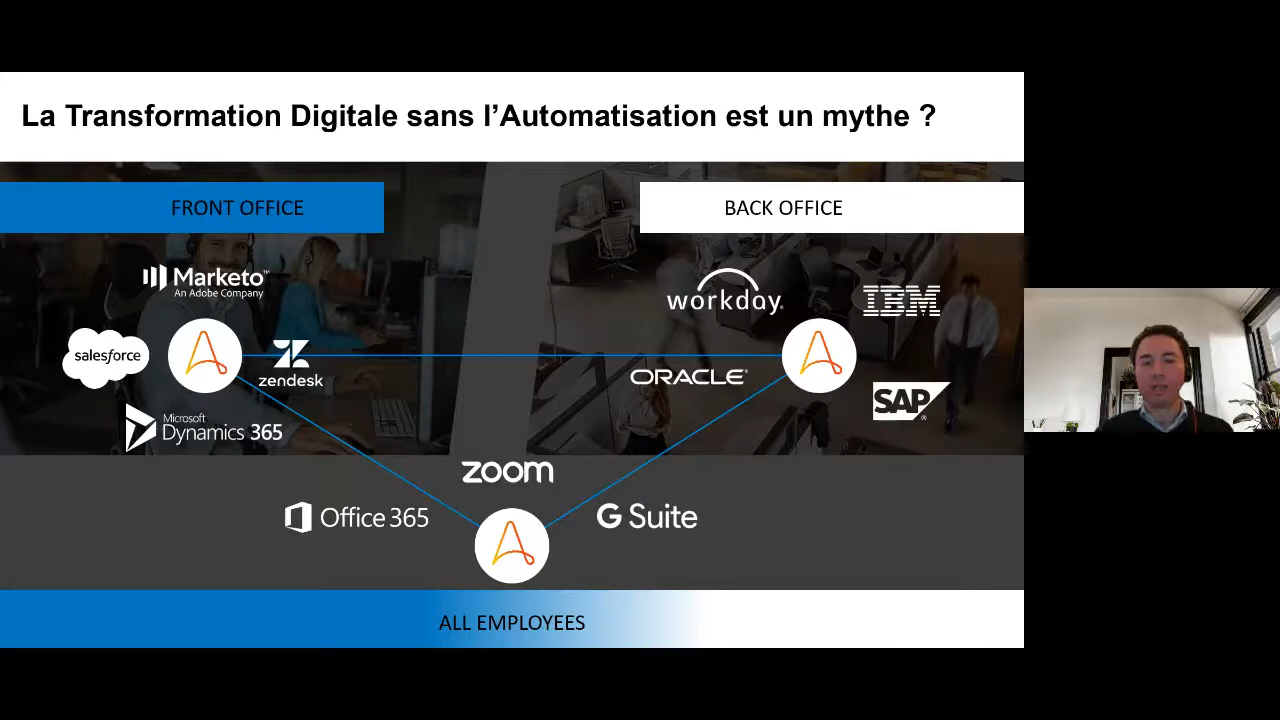 La Transformation Digitale sans l’Automatisation est un mythe ?
FRONT OFFICE
BACK OFFICE
Marketo™
An Adobe Company
salesforce
zendesk
Microsoft
Dynamics 365
workday.
IBM
ORACLE®
SAP®
zoom
Office 365
G Suite
ALL EMPLOYEES